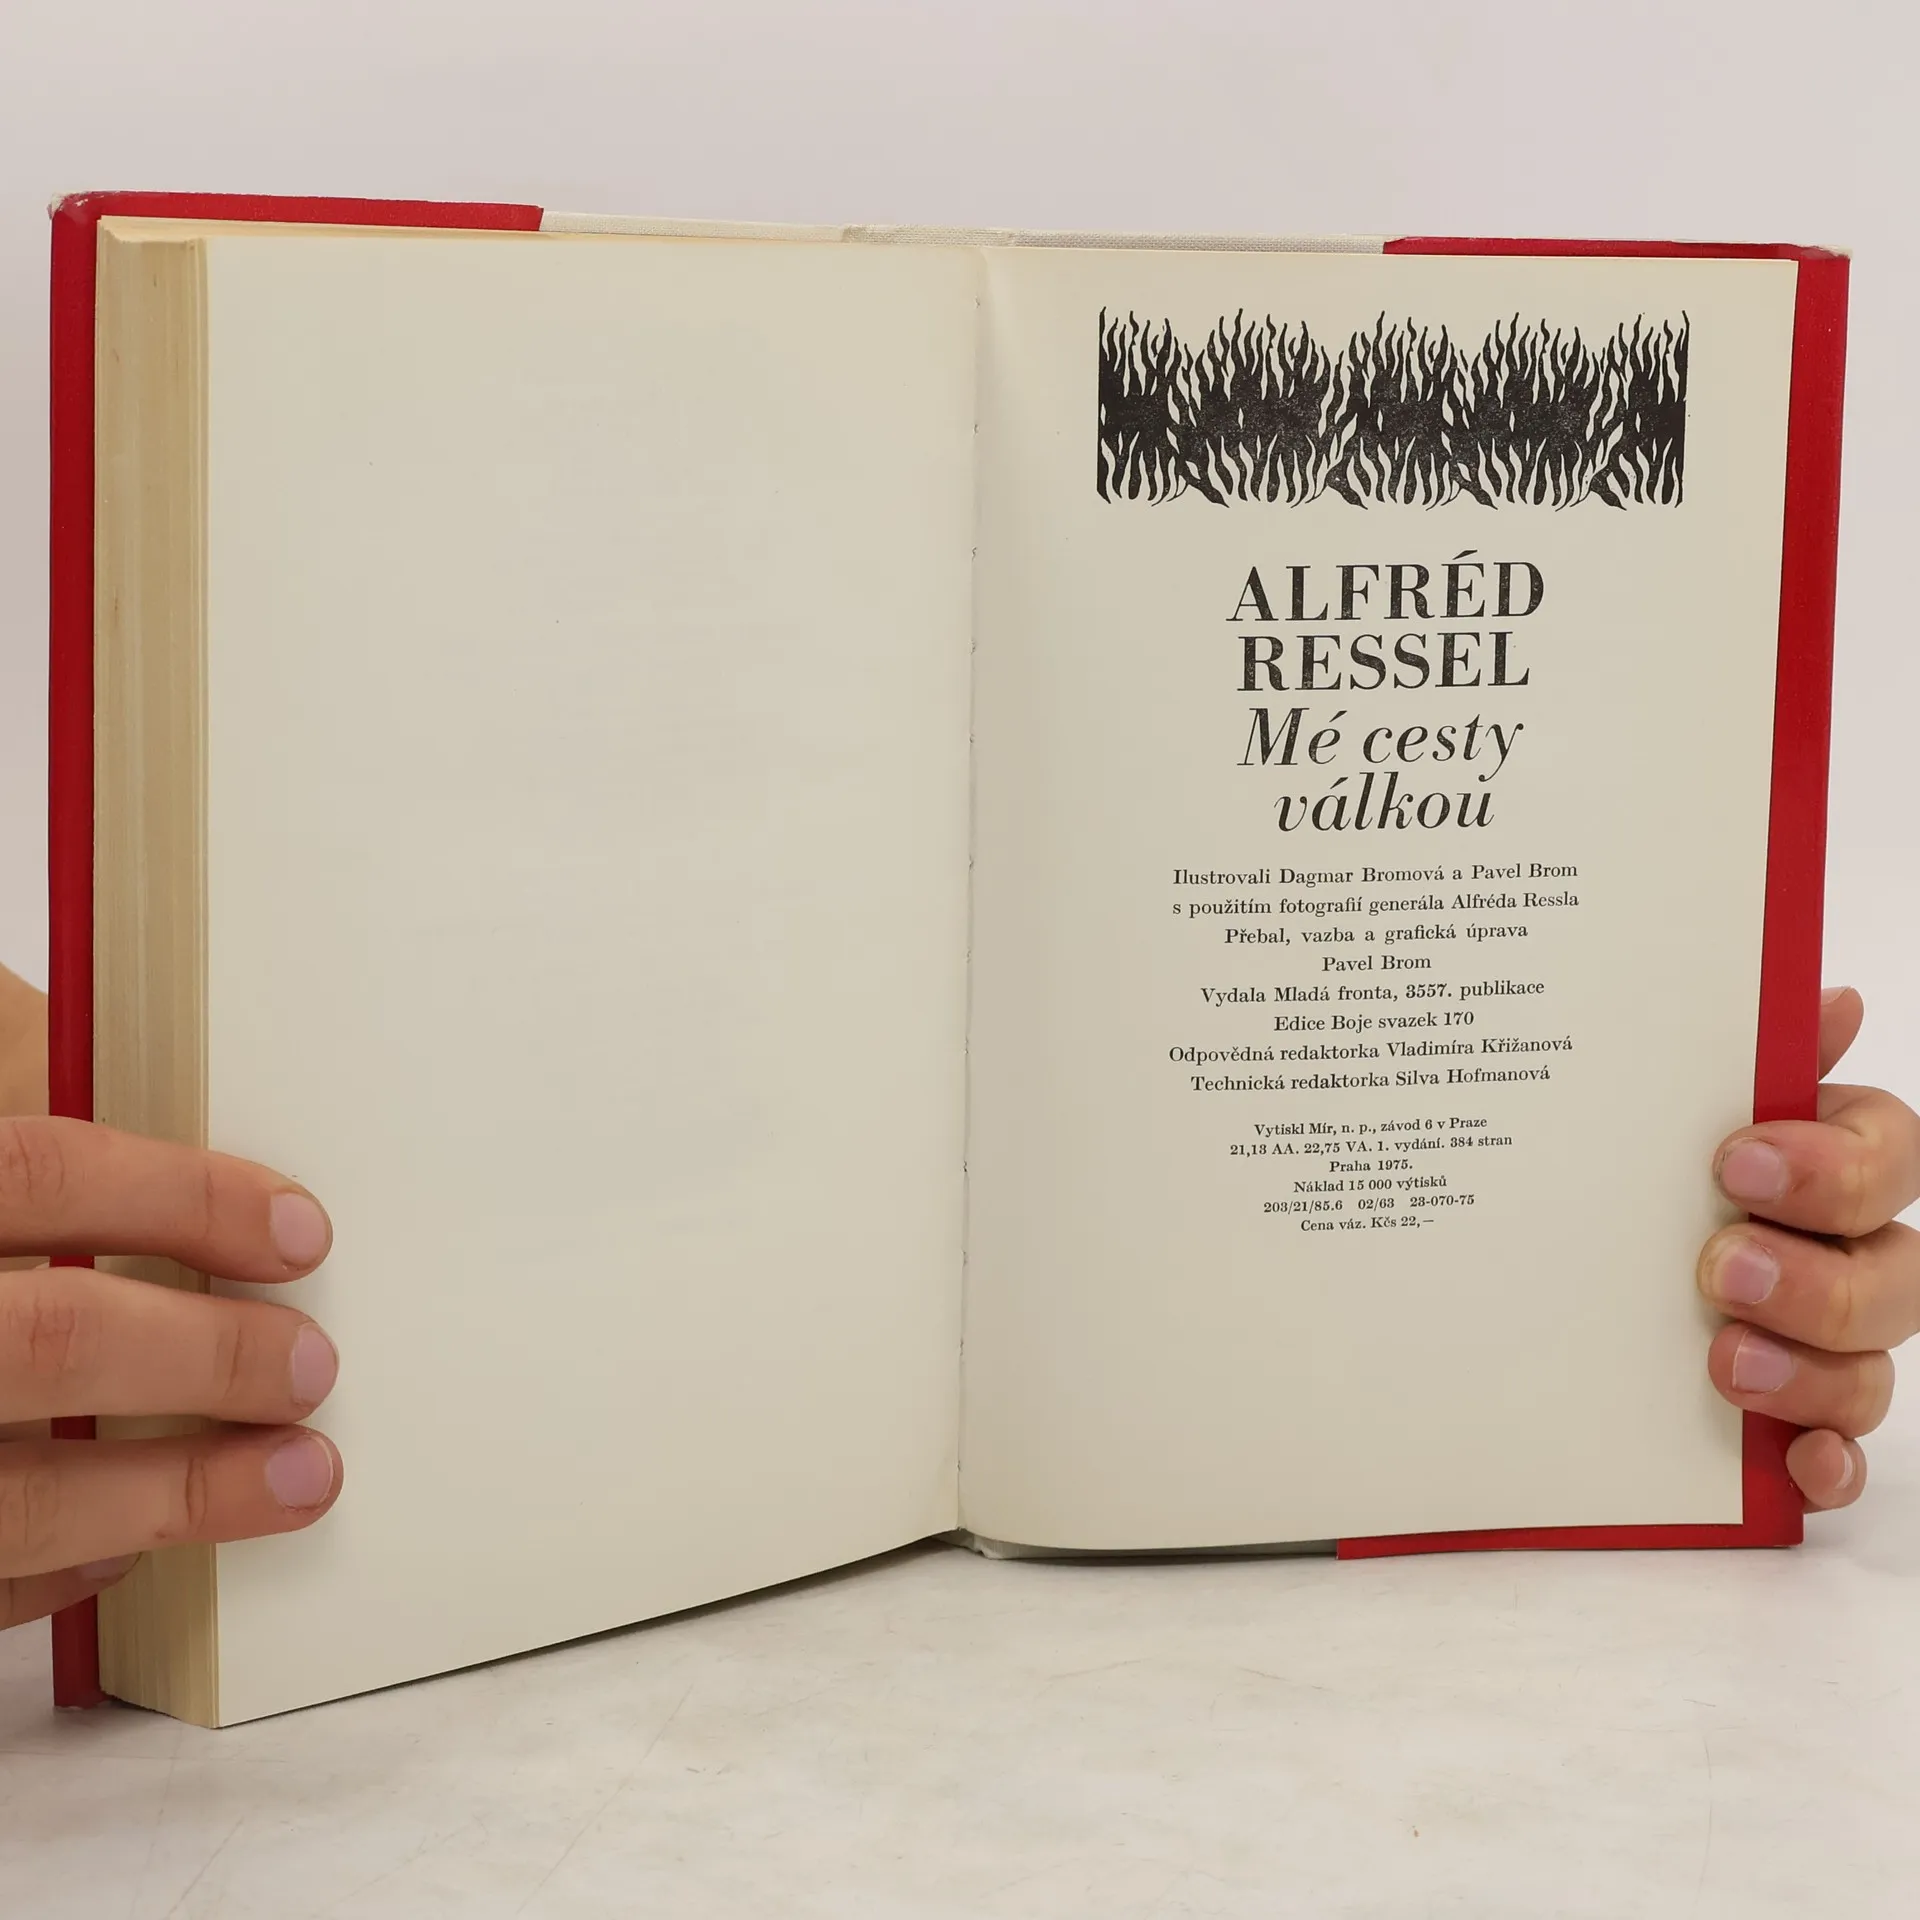 ALFRÉD
RESSEL
Mé cesty
válkou
Ilustrovali Dagmar Bromová a Pavel Brom
s použitím fotografií generála Alfréda Ressla
Přebal, vazba a grafická úprava
Pavel Brom
Vydala Mladá fronta, 3557. publikace
Edice Boje svazek 170
Odpovědná redaktorka Vladimíra Křižanová
Technická redaktorka Silva Hofmanová
Vytiskl Mír, n. p., závod 6 v Praze
21,13 AA. 22,75 VA. 1. vydání. 384 stran
Praha 1975.
Náklad 15 000 výtisků
203/21/85.6 02/63 23-070-75
Cena váz. Kčs 22,—